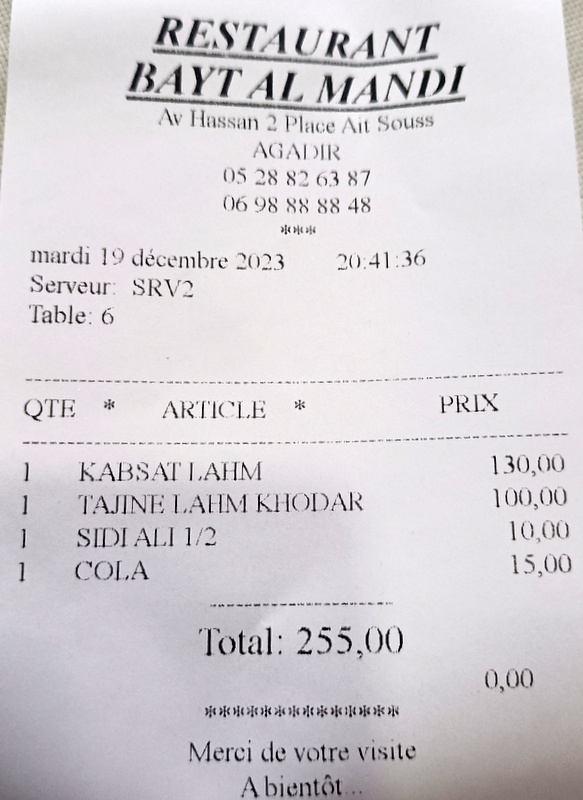 RESTAURANT
BAYT AL MANDI
Av Hassan 2 Place Ait Souss
AGADIR
05 28 82 63 87
06 98 88 88 48
***
mardi 19 décembre 2023 20:41:36
Serveur: SRV2
Table: 6
QTE * ARTICLE * PRIX
1 KABSAT LAHM 130,00
1 TAJINE LAHM KHODAR 100,00
1 SIDI ALI 1/2 10,00
1 COLA 15,00
Total: 255,00
0,00
****************
Merci de votre visite
A bientôt...